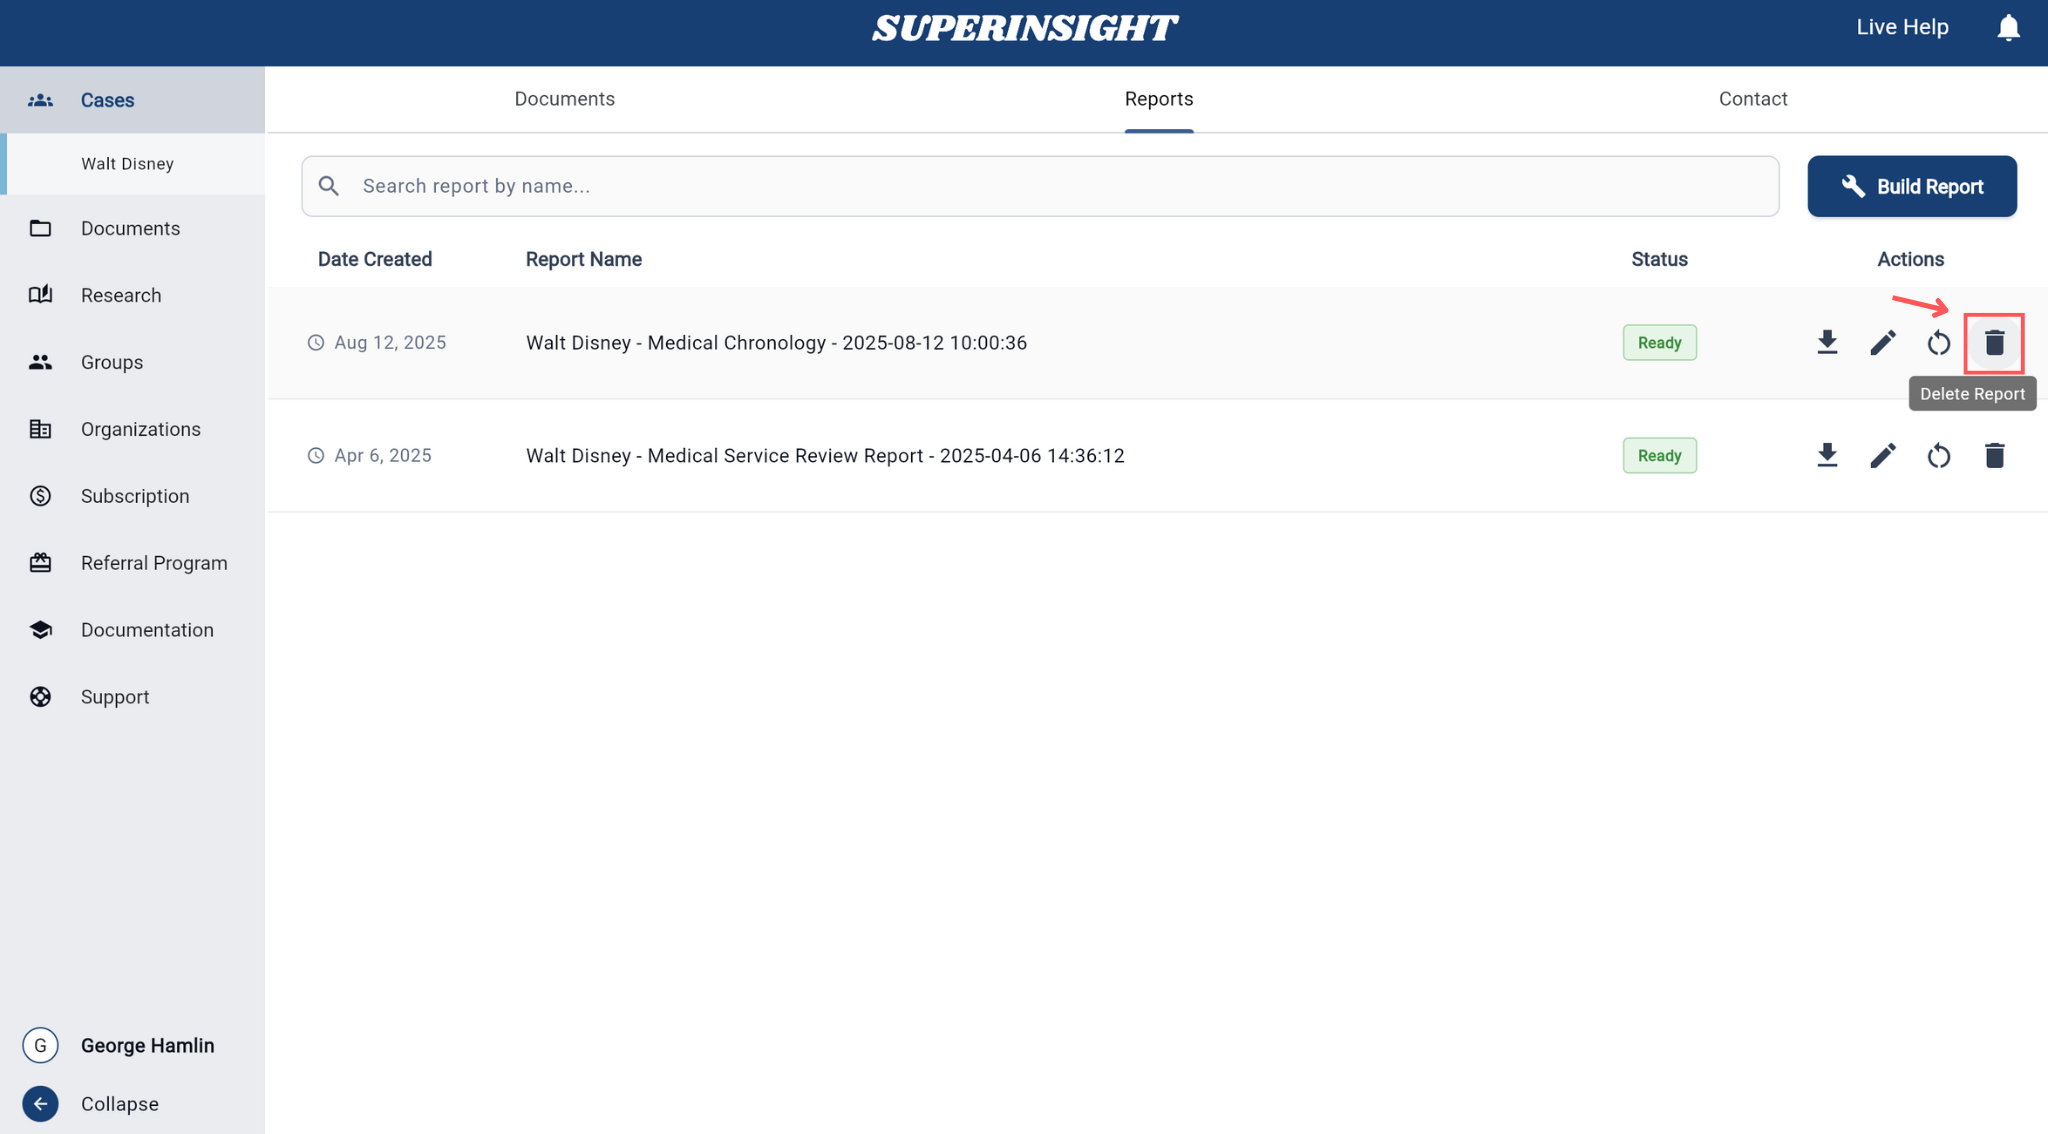 SUPERINSIGHT
Live Help
Cases
Walt Disney
Documents
Research
Groups
Organizations
Subscription
Referral Program
Documentation
Support
G George Hamlin
Collapse
Documents Reports Contact
Search report by name...
Build Report
Date Created Report Name Status Actions
Aug 12, 2025 Walt Disney - Medical Chronology - 2025-08-12 10:00:36 Ready
Delete Report
Apr 6, 2025 Walt Disney - Medical Service Review Report - 2025-04-06 14:36:12 Ready